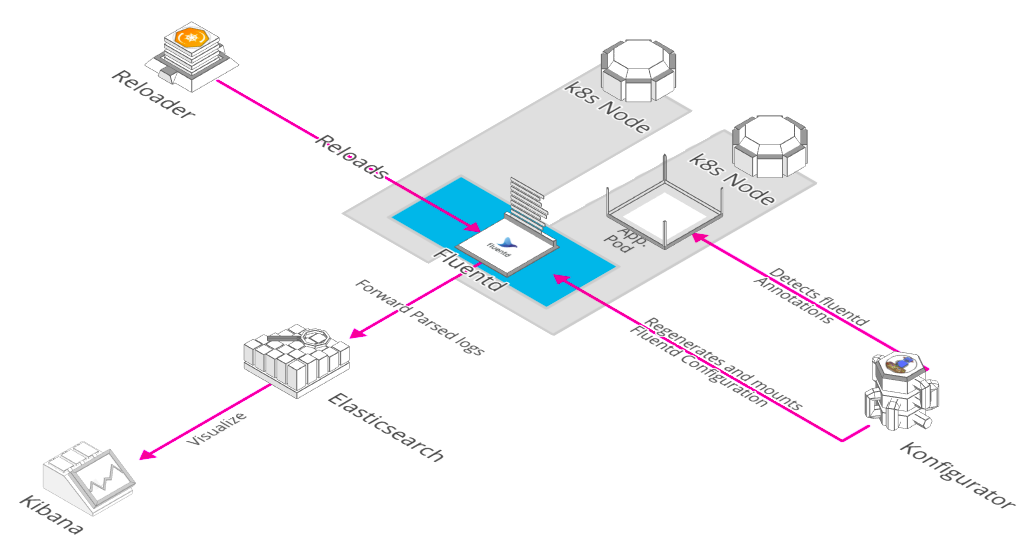 k8s Node
Reloader
Reloads
k8s Node
App.
Pod
fluentd
Fluentd
Detects fluentd
Annotations
Forward Parsed logs
Regenerates and mounts
Fluentd Configuration
Elasticsearch
Visualize
Konfigurator
Kibana